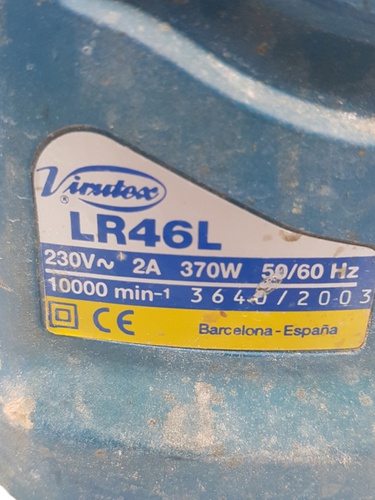 Virutex
®
LR46L
230V~ 2A 370W 50/60 Hz
10000 min-1 3640/2003
CE Barcelona - España